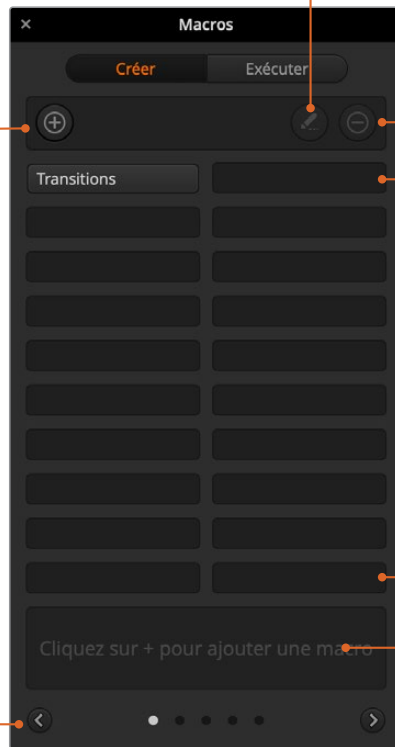 Macros
Créer
Exécuter
Transitions
Cliquez sur + pour ajouter une macro